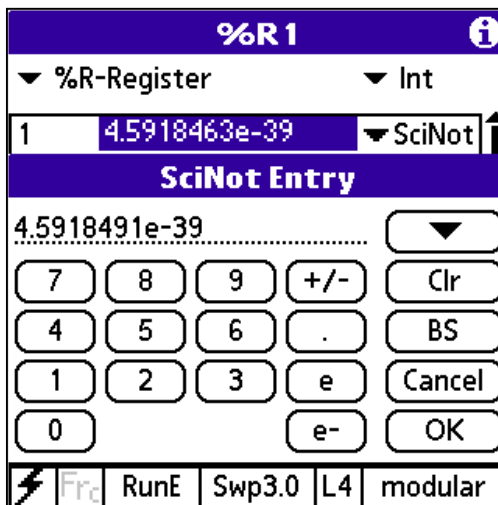 %R1 i
%R-Register Int
1 4.5918463e-39 SciNot
SciNot Entry
4.5918491e-39
7 8 9 +/- Clr
4 5 6 . BS
1 2 3 e Cancel
0 e- OK
Frc RunE Swp3.0 L4 modular